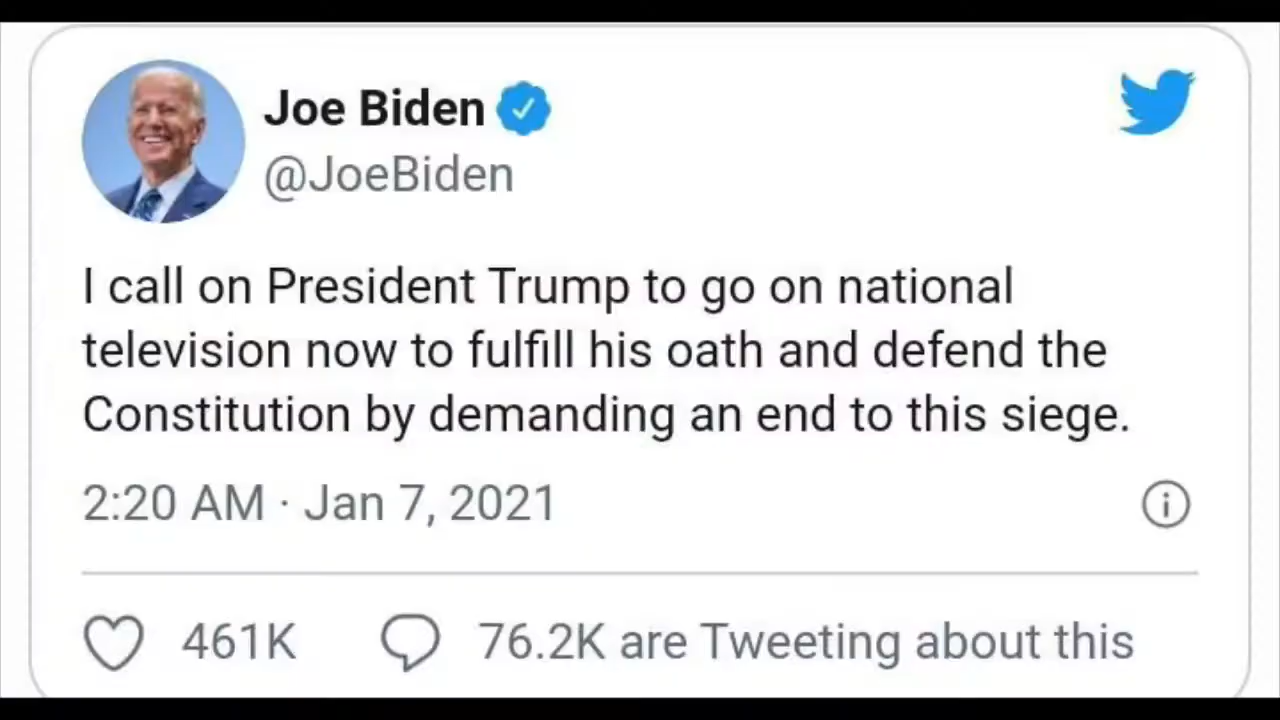 Joe Biden
@JoeBiden
I call on President Trump to go on national
television now to fulfill his oath and defend the
Constitution by demanding an end to this siege.
2:20 AM · Jan 7, 2021
461K 76.2K are Tweeting about this